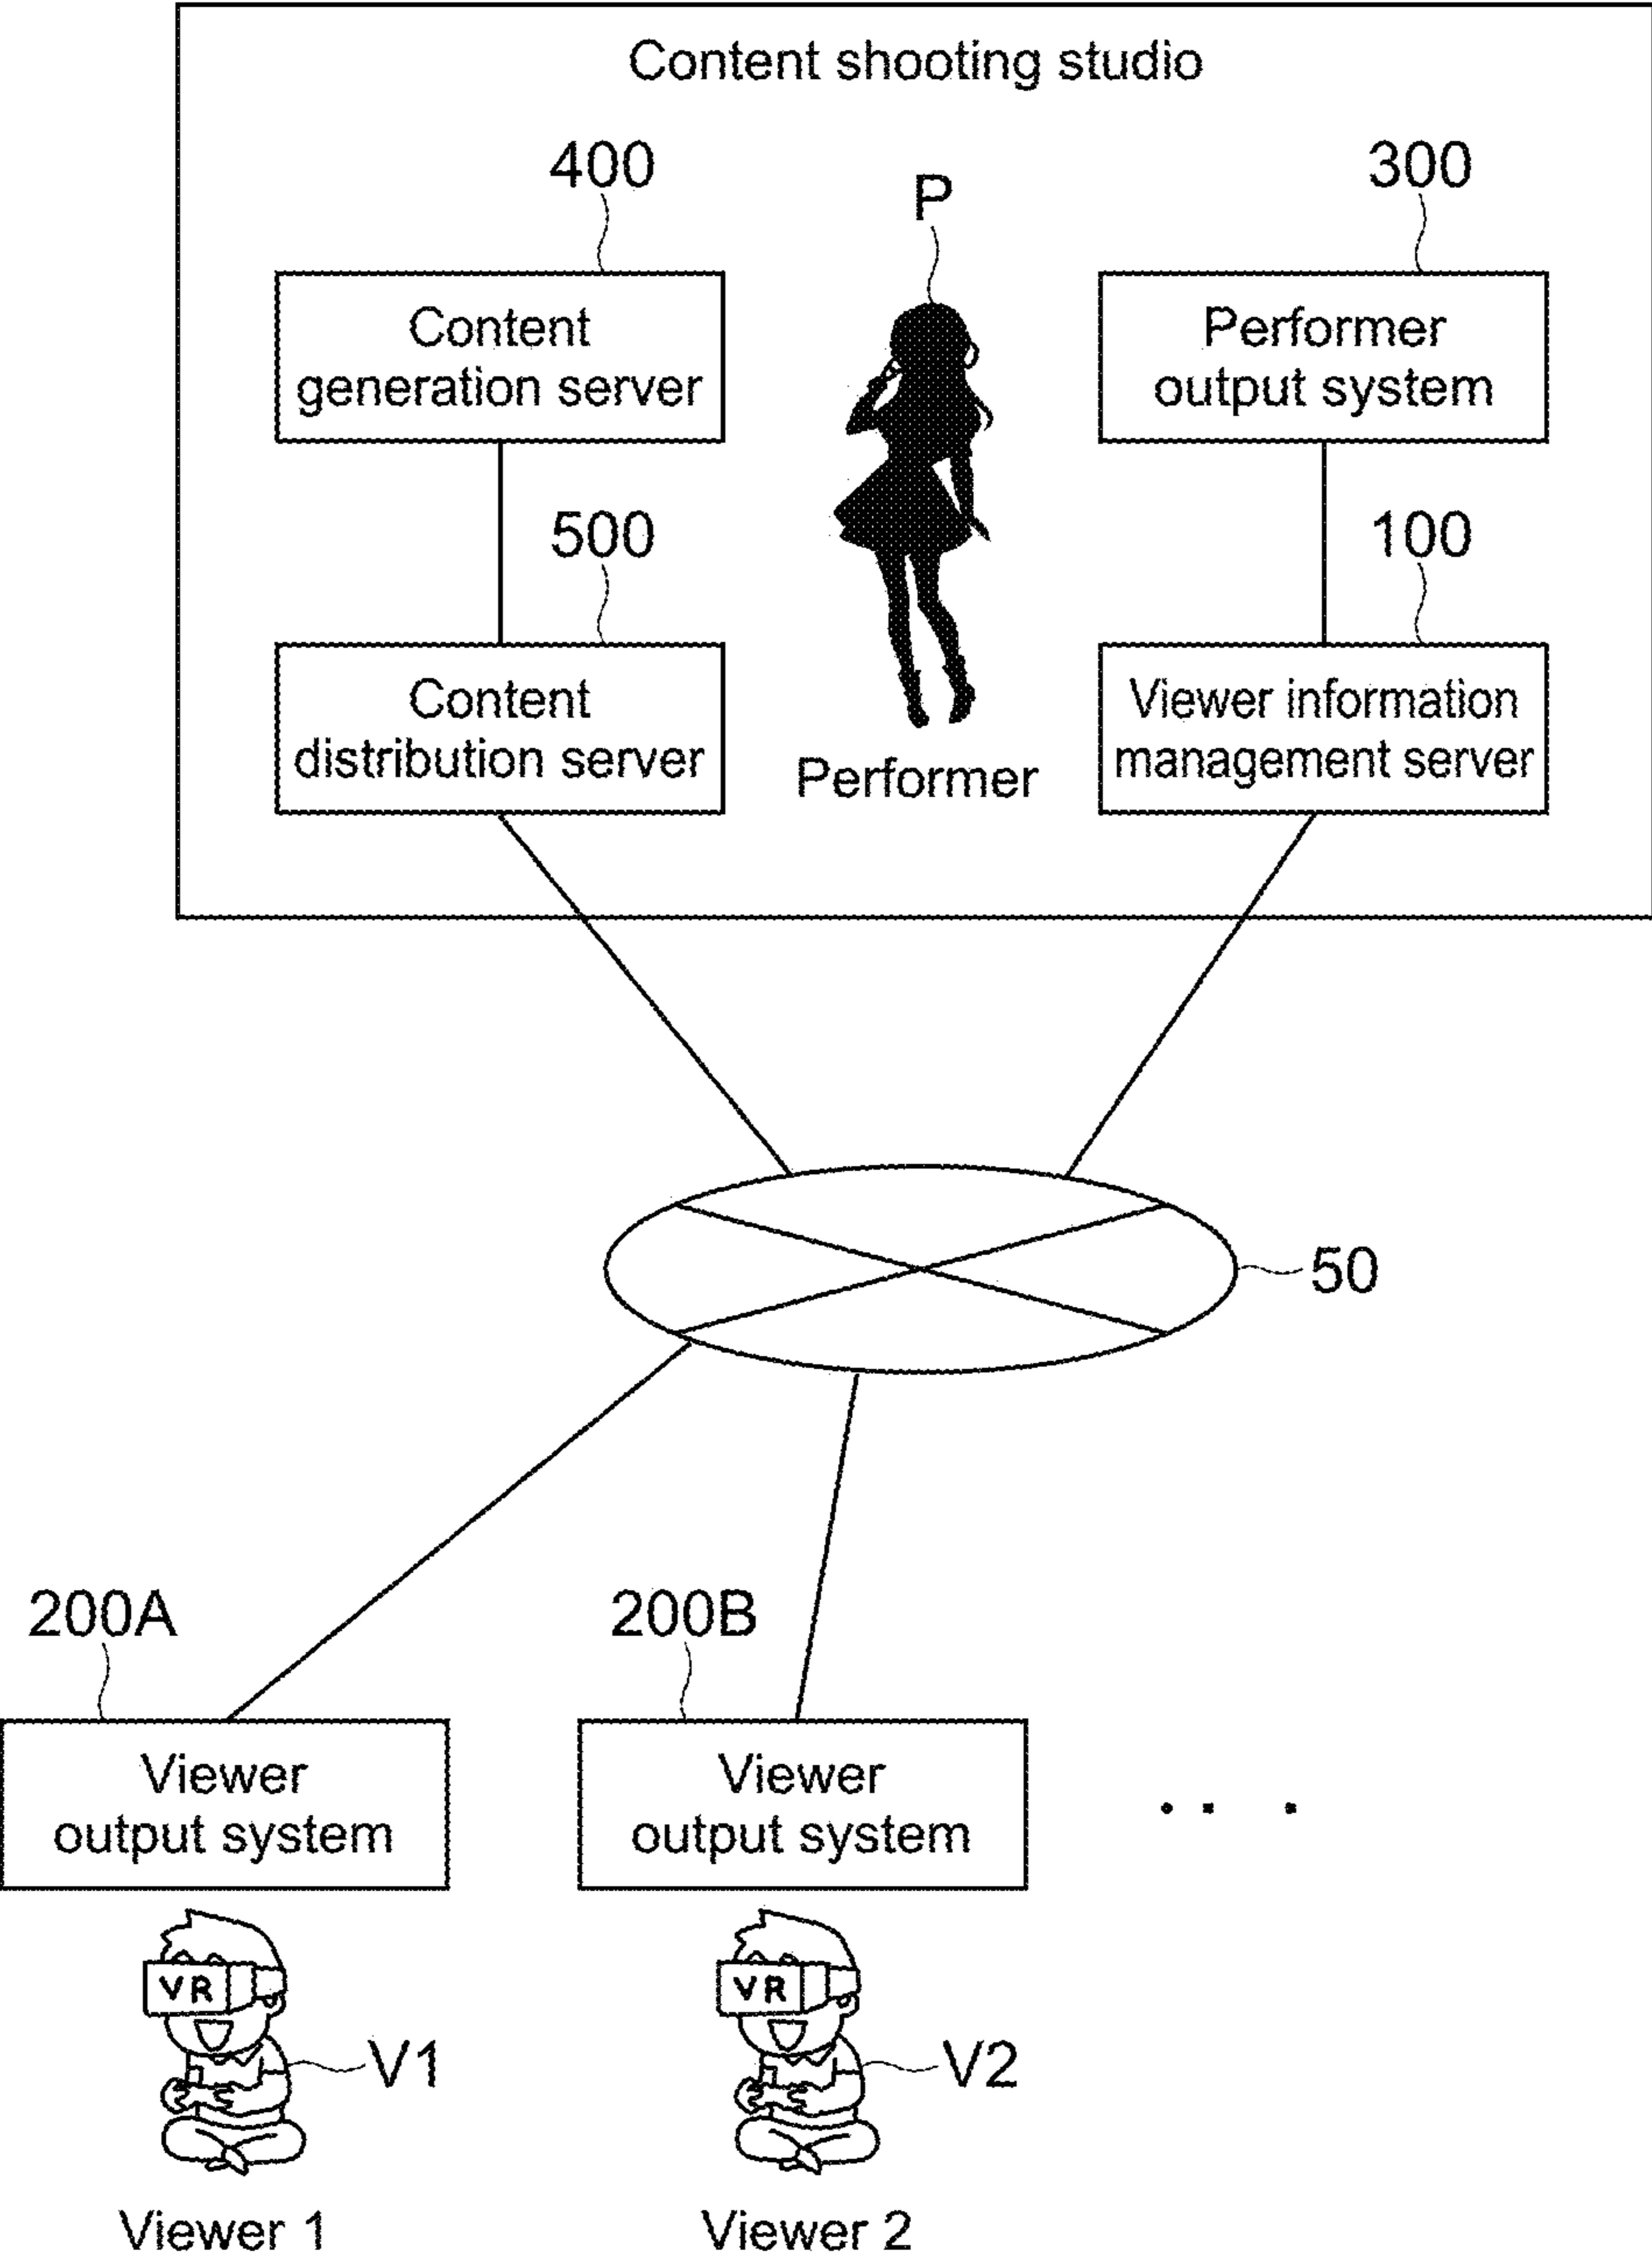 Content shooting studio
400
P
300
Content
generation server
Performer
output system
500
100
Content
distribution server
Performer
Viewer information
management server
50
200A
200B
Viewer
output system
Viewer
output system
VR
VR
V1
V2
Viewer 1
Viewer 2